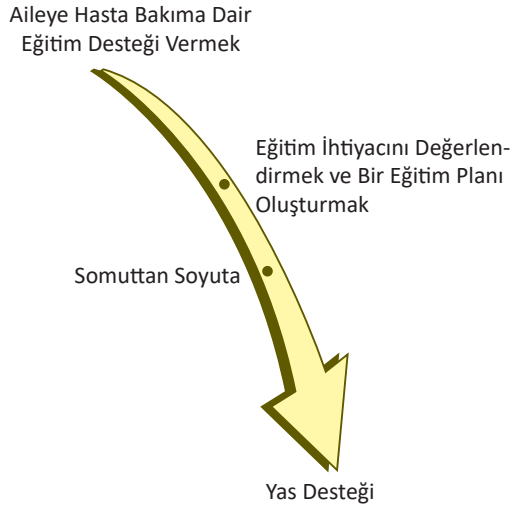 Aileye Hasta Bakıma Dair
Eğitim Desteği Vermek
Eğitim İhtiyacını Değerlen-
dirmek ve Bir Eğitim Planı
Oluşturmak
Somuttan Soyuta
Yas Desteği